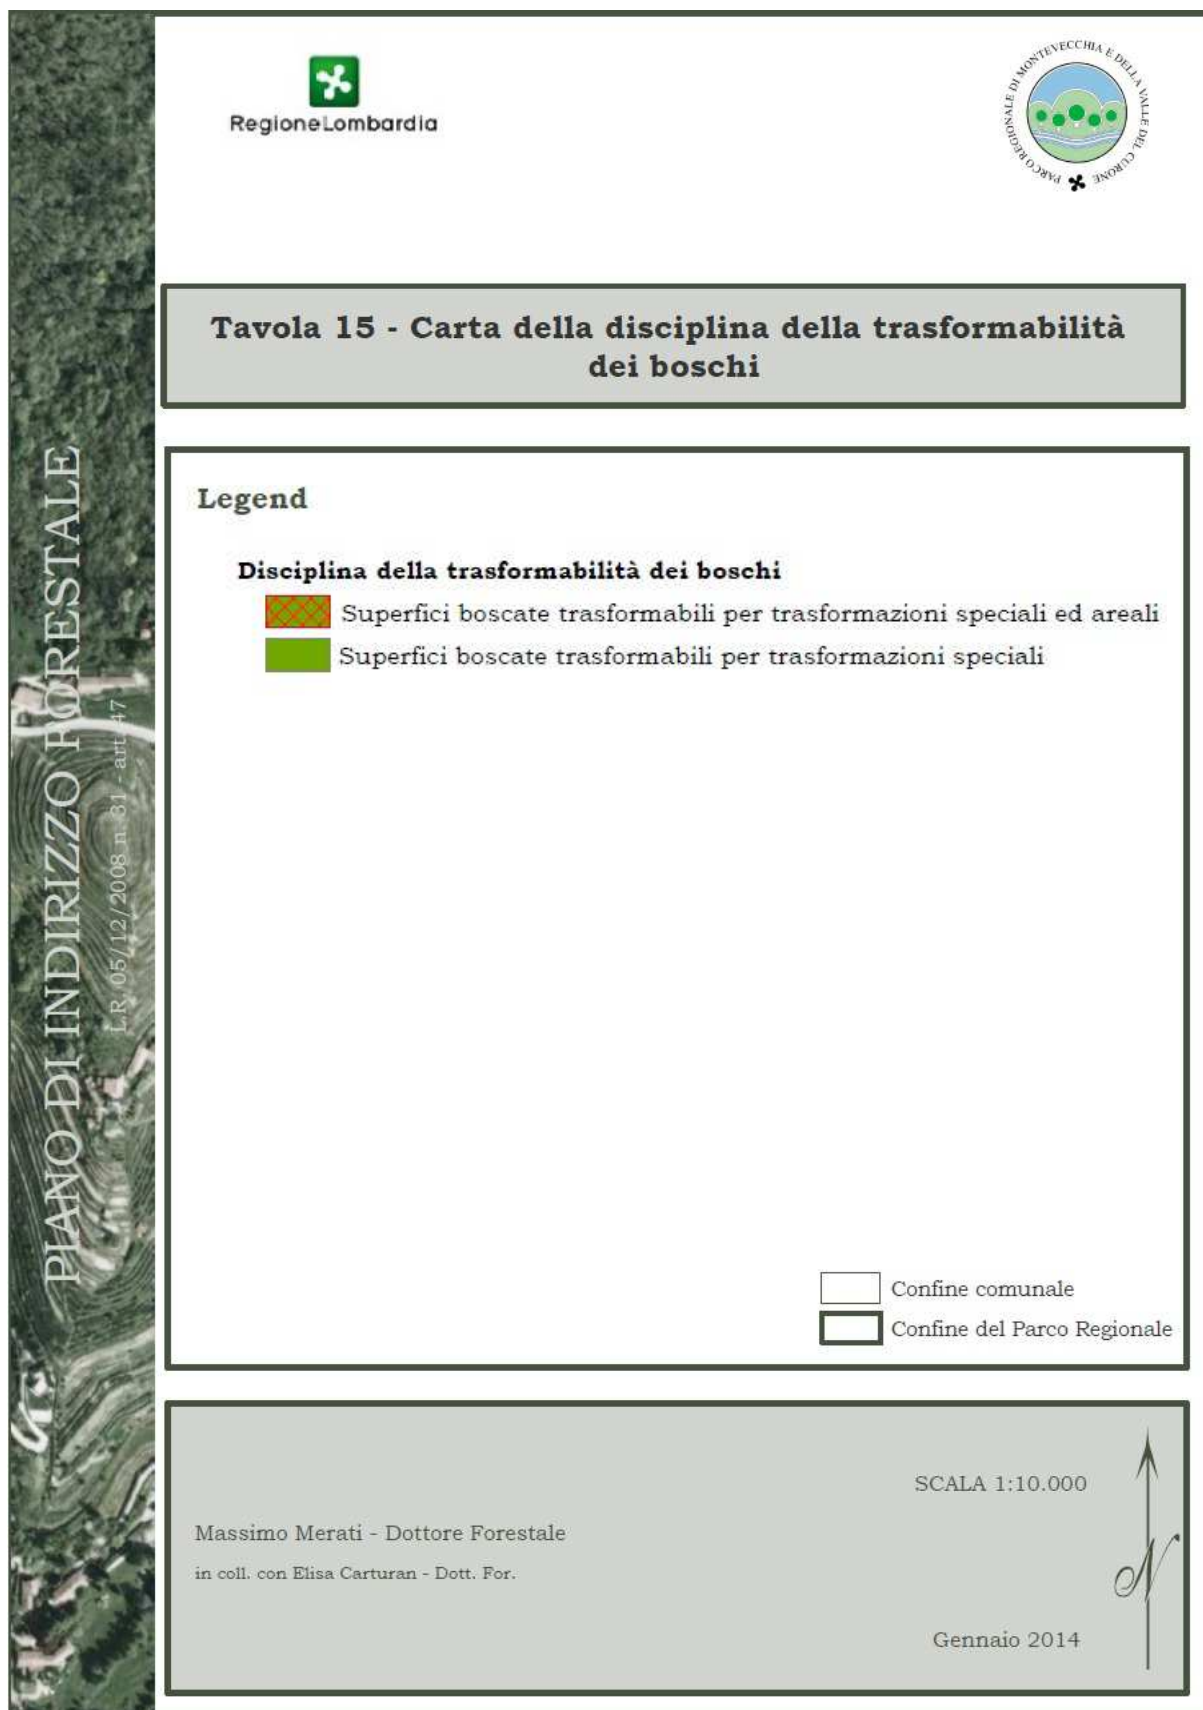 RegioneLombardia
PARCO REGIONALE DI MONTEVECCHIA E DELLA VALLE DEL CURONE
Tavola 15 - Carta della disciplina della trasformabilità
dei boschi
PIANO DI INDIRIZZO FORESTALE
L.R. 05/12/2008 n. 31 - art. 47
Legend
Disciplina della trasformabilità dei boschi
Superfici boscate trasformabili per trasformazioni speciali ed areali
Superfici boscate trasformabili per trasformazioni speciali
Confine comunale
Confine del Parco Regionale
SCALA 1:10.000
Massimo Merati - Dottore Forestale
in coll. con Elisa Carturan - Dott. For.
N
Gennaio 2014